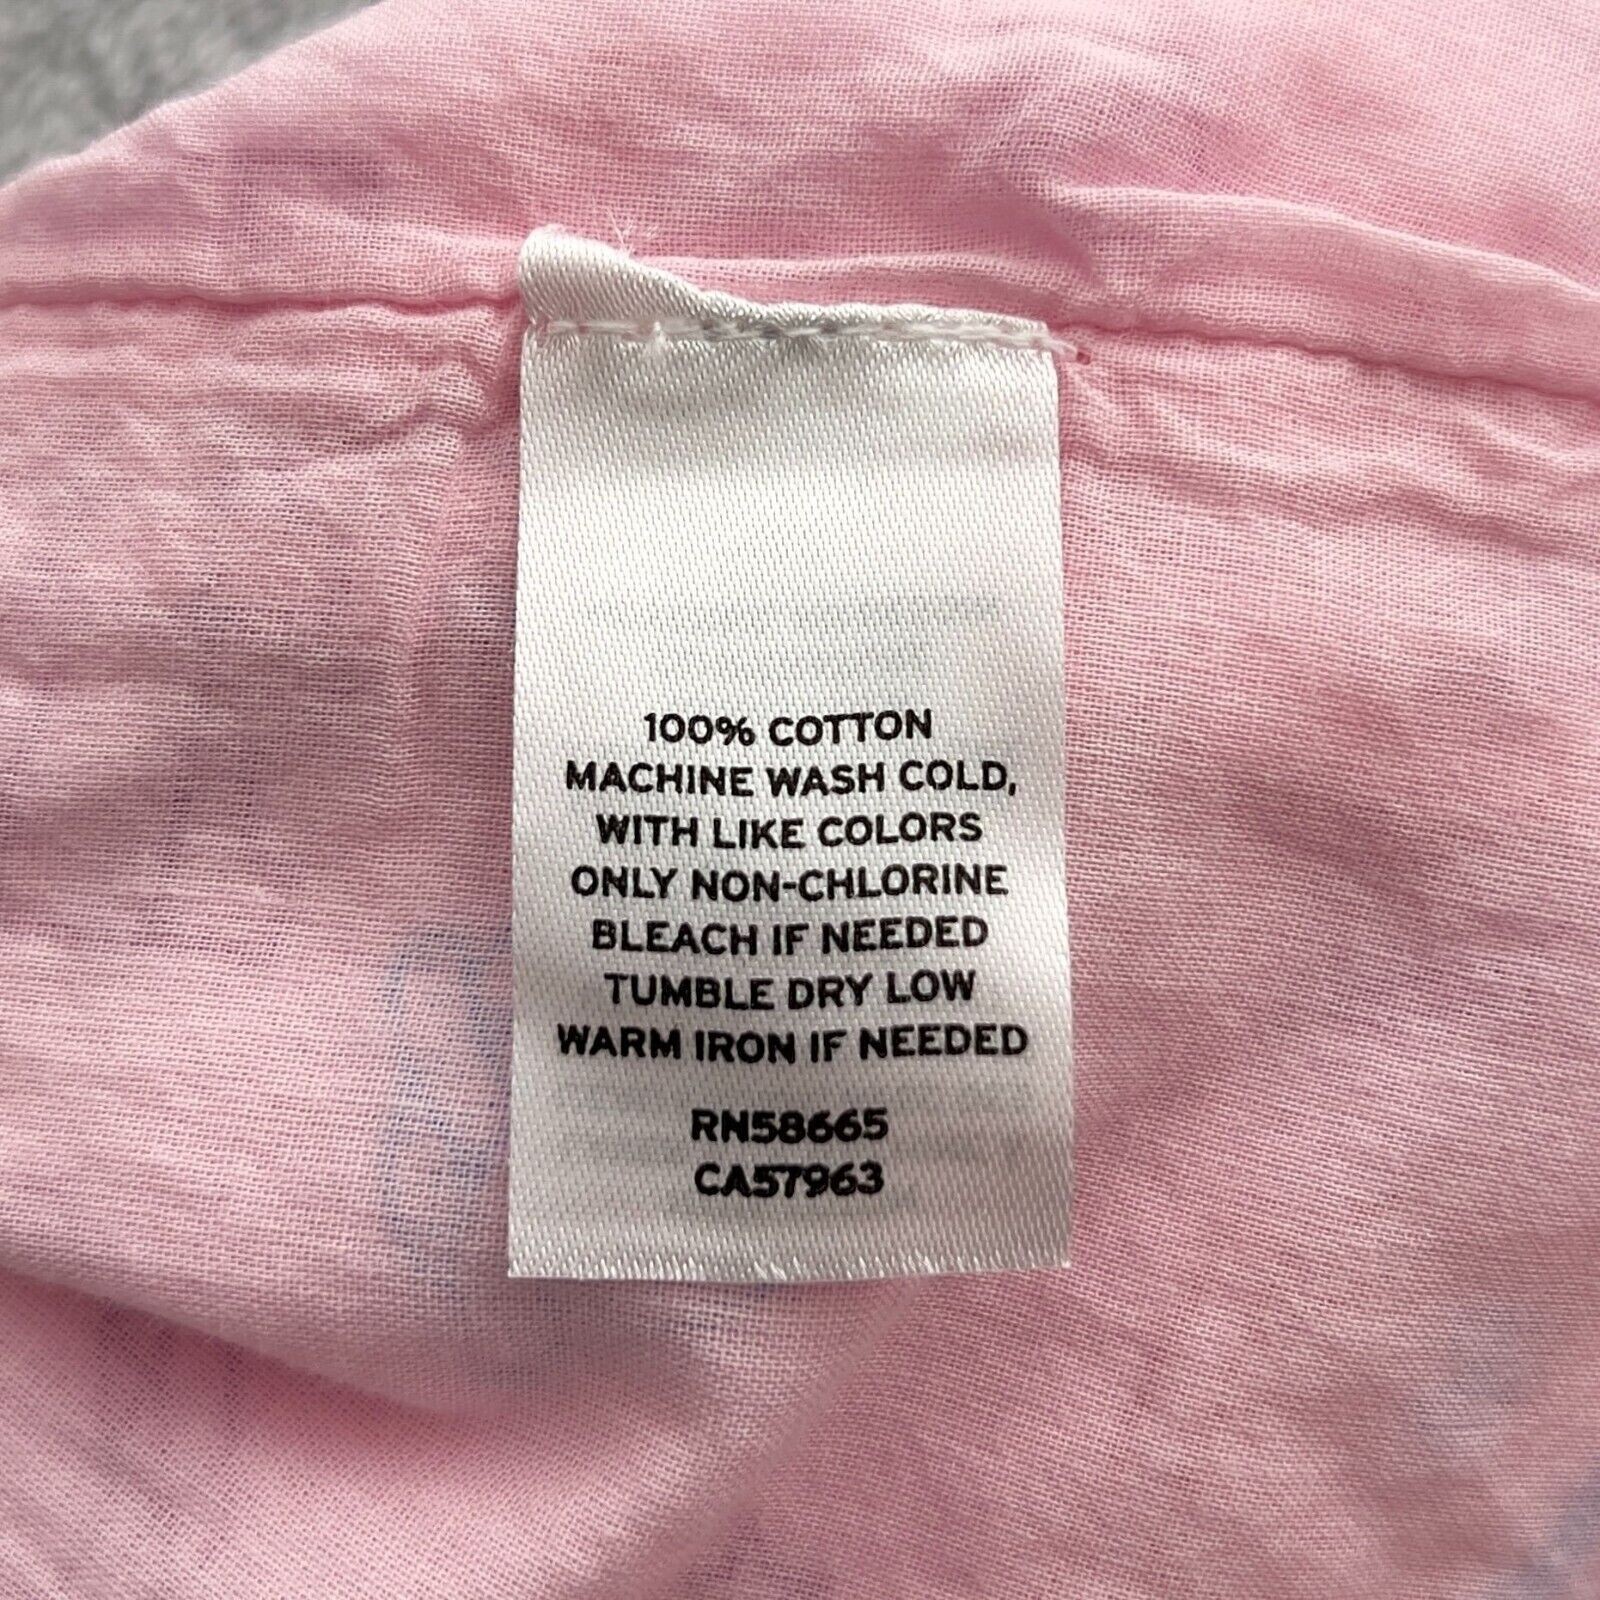 100% COTTON
MACHINE WASH COLD,
WITH LIKE COLORS
ONLY NON-CHLORINE
BLEACH IF NEEDED
TUMBLE DRY LOW
WARM IRON IF NEEDED
RN58665
CA57963